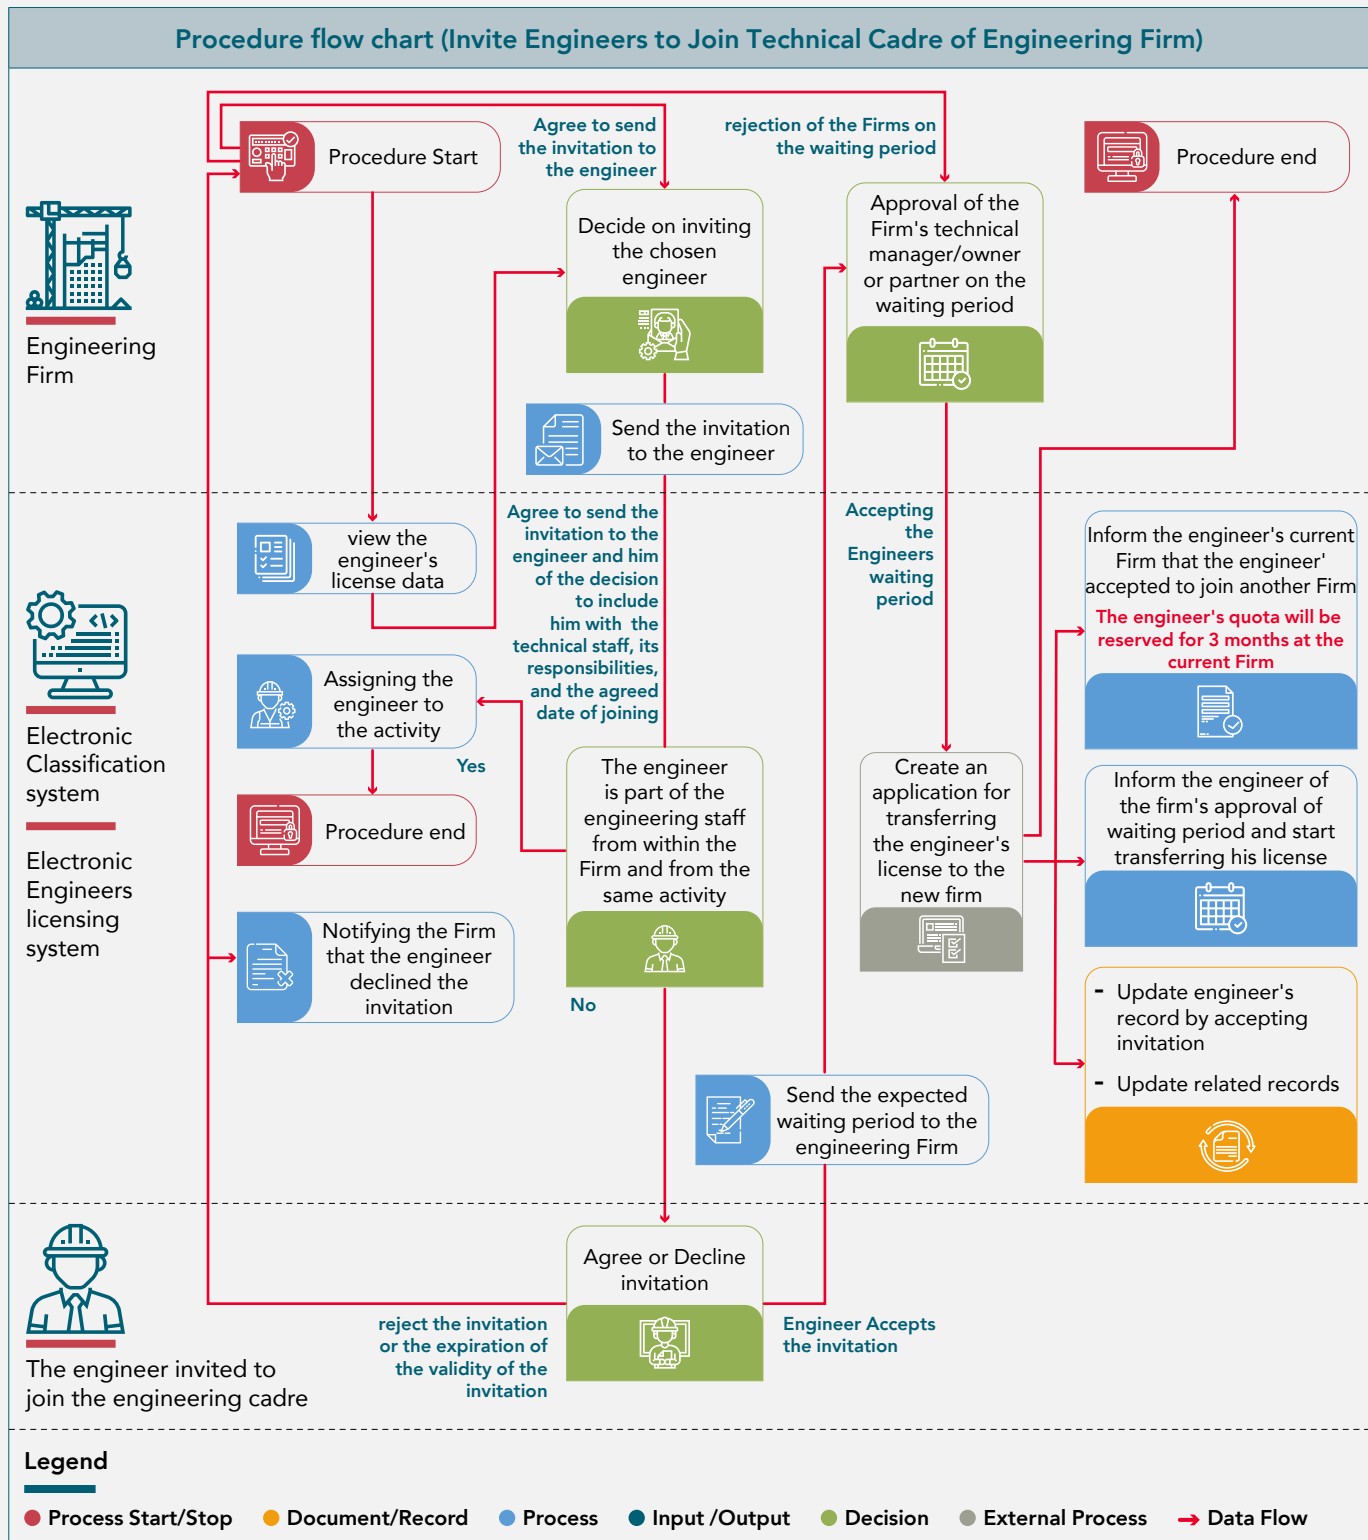 Procedure flow chart (Invite Engineers to Join Technical Cadre of Engineering Firm)
Procedure Start
Agree to send
the invitation to
the engineer
rejection of the Firms on
the waiting period
Procedure end
Engineering
Firm
Decide on inviting
the chosen
engineer
Approval of the
Firm's technical
manager/owner
or partner on the
waiting period
Send the invitation
to the engineer
Electronic
Classification
system
Electronic
Engineers
licensing
system
view the
engineer's
license data
Agree to send the
invitation to the
engineer and him
of the decision
to include
him with the
technical staff, its
responsibilities,
and the agreed
date of joining
Accepting
the
Engineers
waiting
period
Inform the engineer's current
Firm that the engineer'
accepted to join another Firm
The engineer's quota will be
reserved for 3 months at the
current Firm
Assigning the
engineer to
the activity
Yes
Procedure end
The engineer
is part of the
engineering staff
from within the
Firm and from the
same activity
No
Create an
application for
transferring
the engineer's
license to the
new firm
Inform the engineer of
the firm's approval of
waiting period and start
transferring his license
Notifying the Firm
that the engineer
declined the
invitation
- Update engineer's
record by accepting
invitation
- Update related records
Send the expected
waiting period to the
engineering Firm
The engineer invited to
join the engineering cadre
Agree or Decline
invitation
reject the invitation
or the expiration of
the validity of the
invitation
Engineer Accepts
the invitation
Legend
Process Start/Stop
Document/Record
Process
Input /Output
Decision
External Process
Data Flow